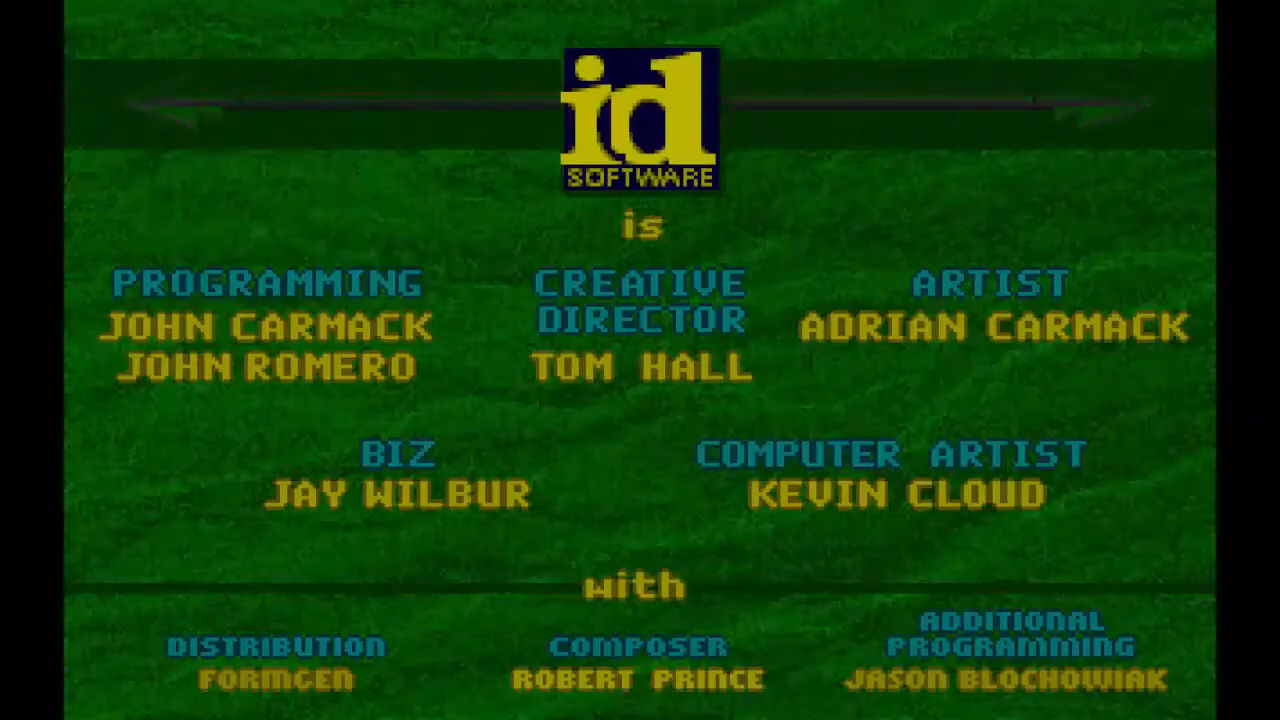 id
SOFTWARE
is
PROGRAMMING
JOHN CARMACK
JOHN ROMERO
CREATIVE
DIRECTOR
TOM HALL
ARTIST
ADRIAN CARMACK
BIZ
JAY WILBUR
COMPUTER ARTIST
KEVIN CLOUD
with
DISTRIBUTION
FORMGEN
COMPOSER
ROBERT PRINCE
ADDITIONAL
PROGRAMMING
JASON BLOCHOWIAK